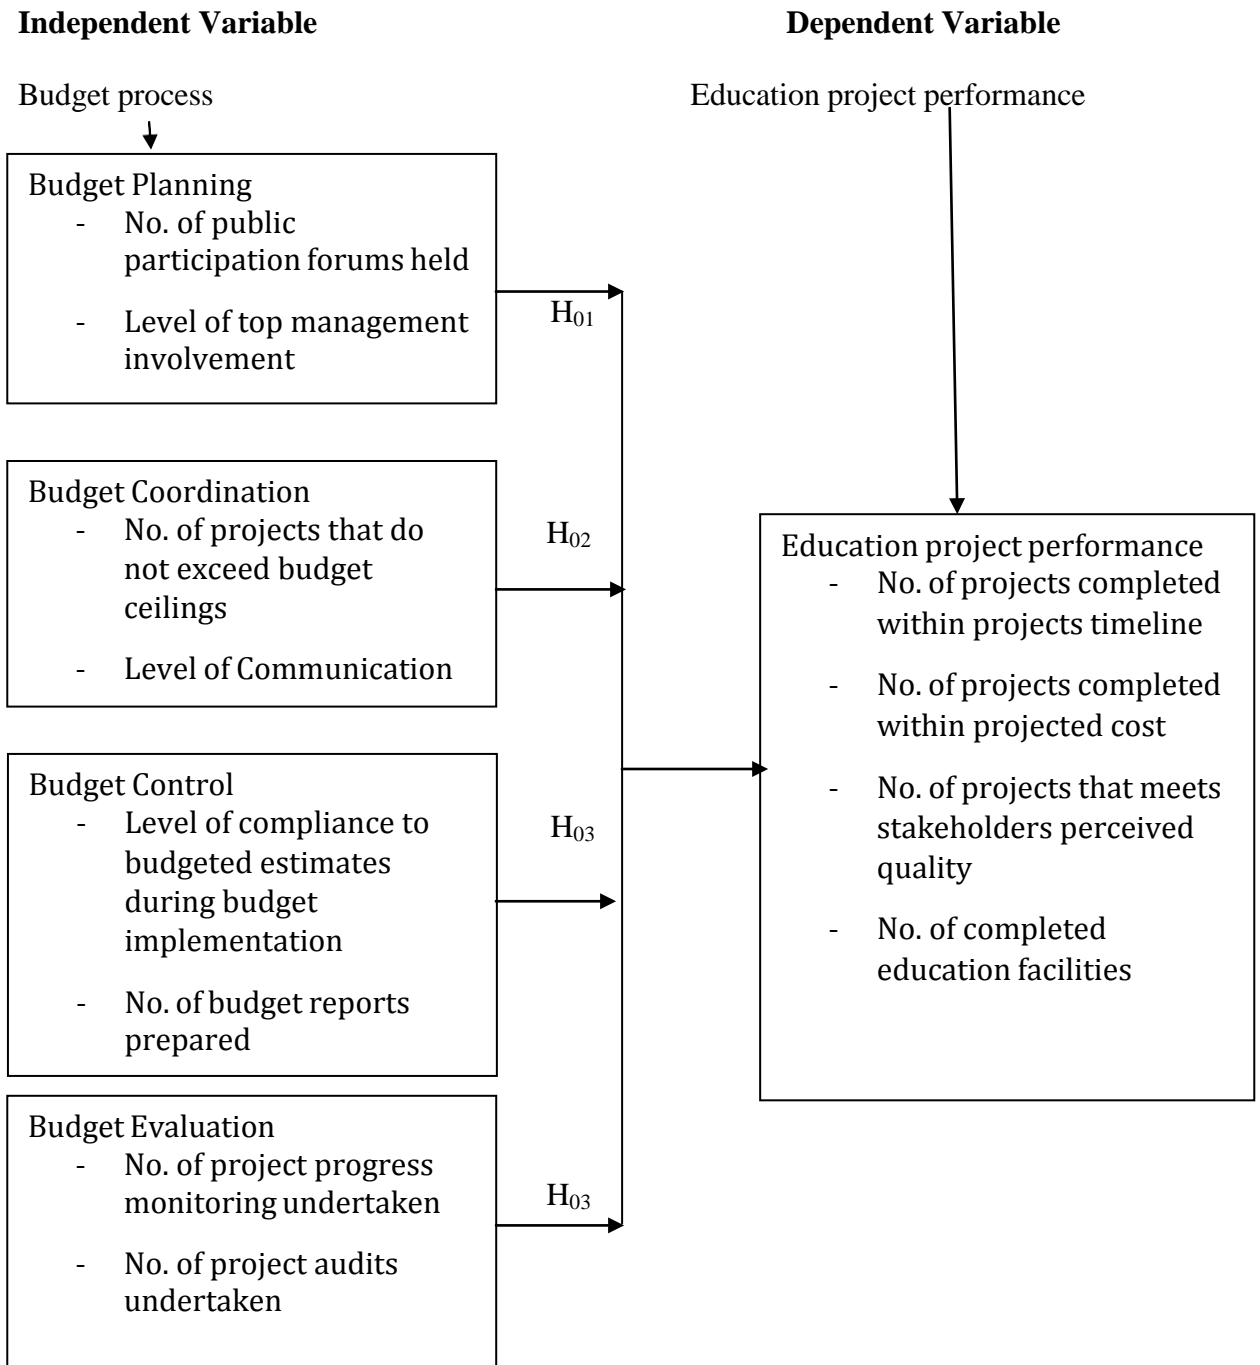 Independent Variable
Dependent Variable
Budget process
Education project performance
Budget Planning
- No. of public
participation forums held
- Level of top management
involvement
H01
Budget Coordination
- No. of projects that do
not exceed budget
ceilings
- Level of Communication
H02
Budget Control
- Level of compliance to
budgeted estimates
during budget
implementation
- No. of budget reports
prepared
H03
Budget Evaluation
- No. of project progress
monitoring undertaken
- No. of project audits
undertaken
H03
Education project performance
- No. of projects completed
within projects timeline
- No. of projects completed
within projected cost
- No. of projects that meets
stakeholders perceived
quality
- No. of completed
education facilities